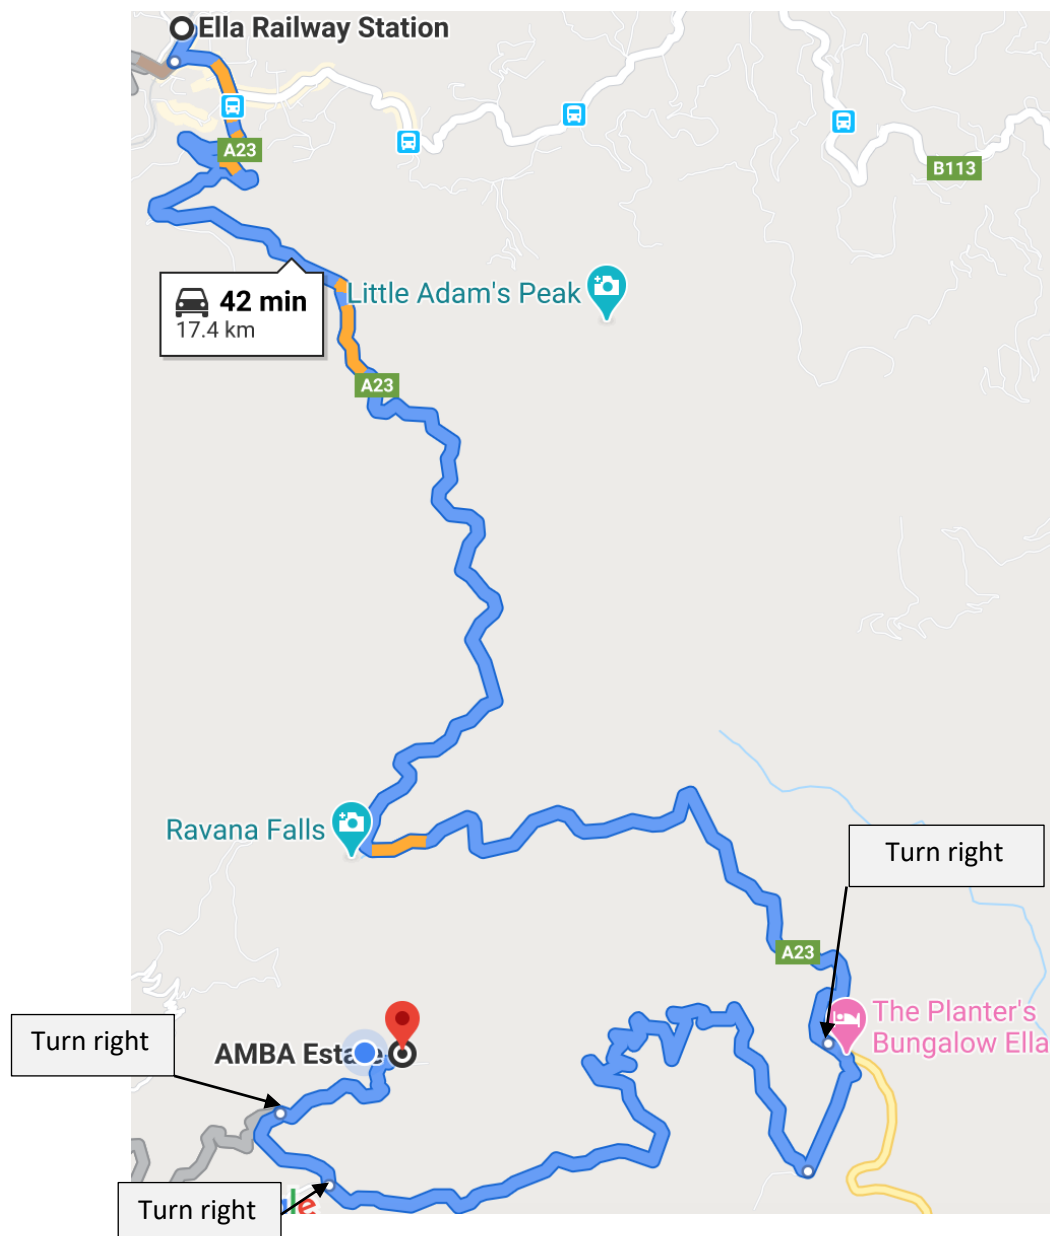 Ella Railway Station
A23
B113
Little Adam's Peak
42 min
17.4 km
A23
Ravana Falls
Turn right
A23
The Planter's
Bungalow Ella
Turn right
AMBA Estate
Turn right